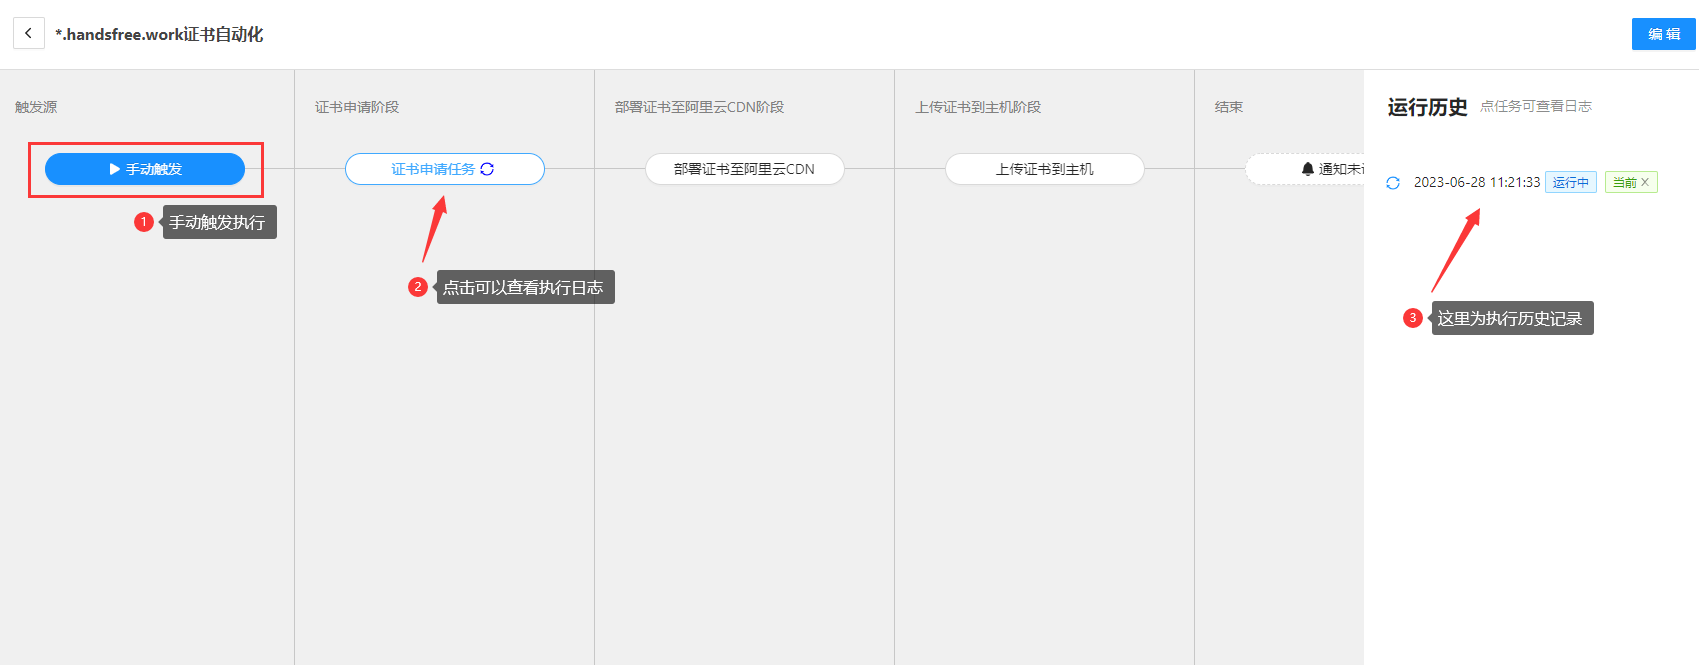 *.handsfree.work证书自动化
编 辑
触发源
证书申请阶段
部署证书至阿里云CDN阶段
上传证书到主机阶段
结束
运行历史 点任务可查看日志
手动触发
证书申请任务
部署证书至阿里云CDN
上传证书到主机
通知未
2023-06-28 11:21:33 运行中 当前 X
1 手动触发执行
2 点击可以查看执行日志
3 这里为执行历史记录